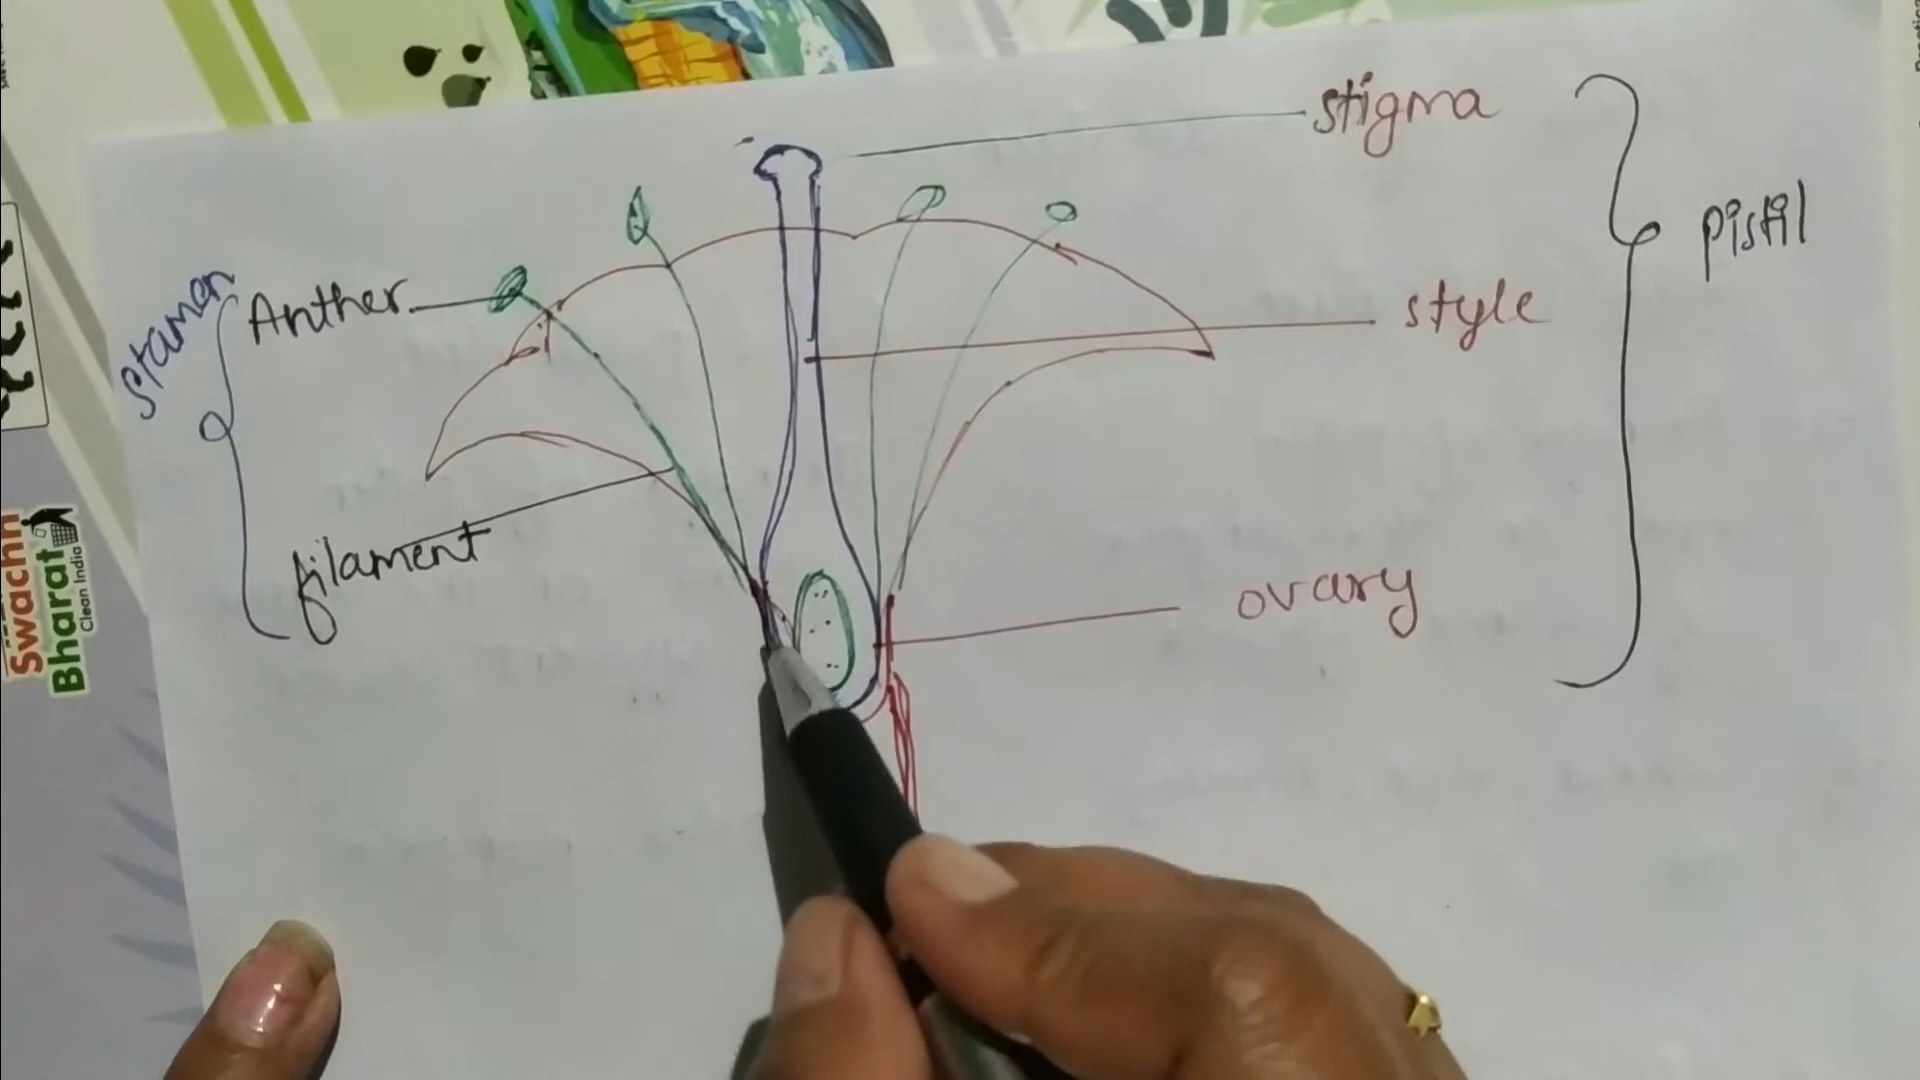 stigma
pistil
stamen
Anther
style
filament
ovary
Swachh
Bharat
Clean India